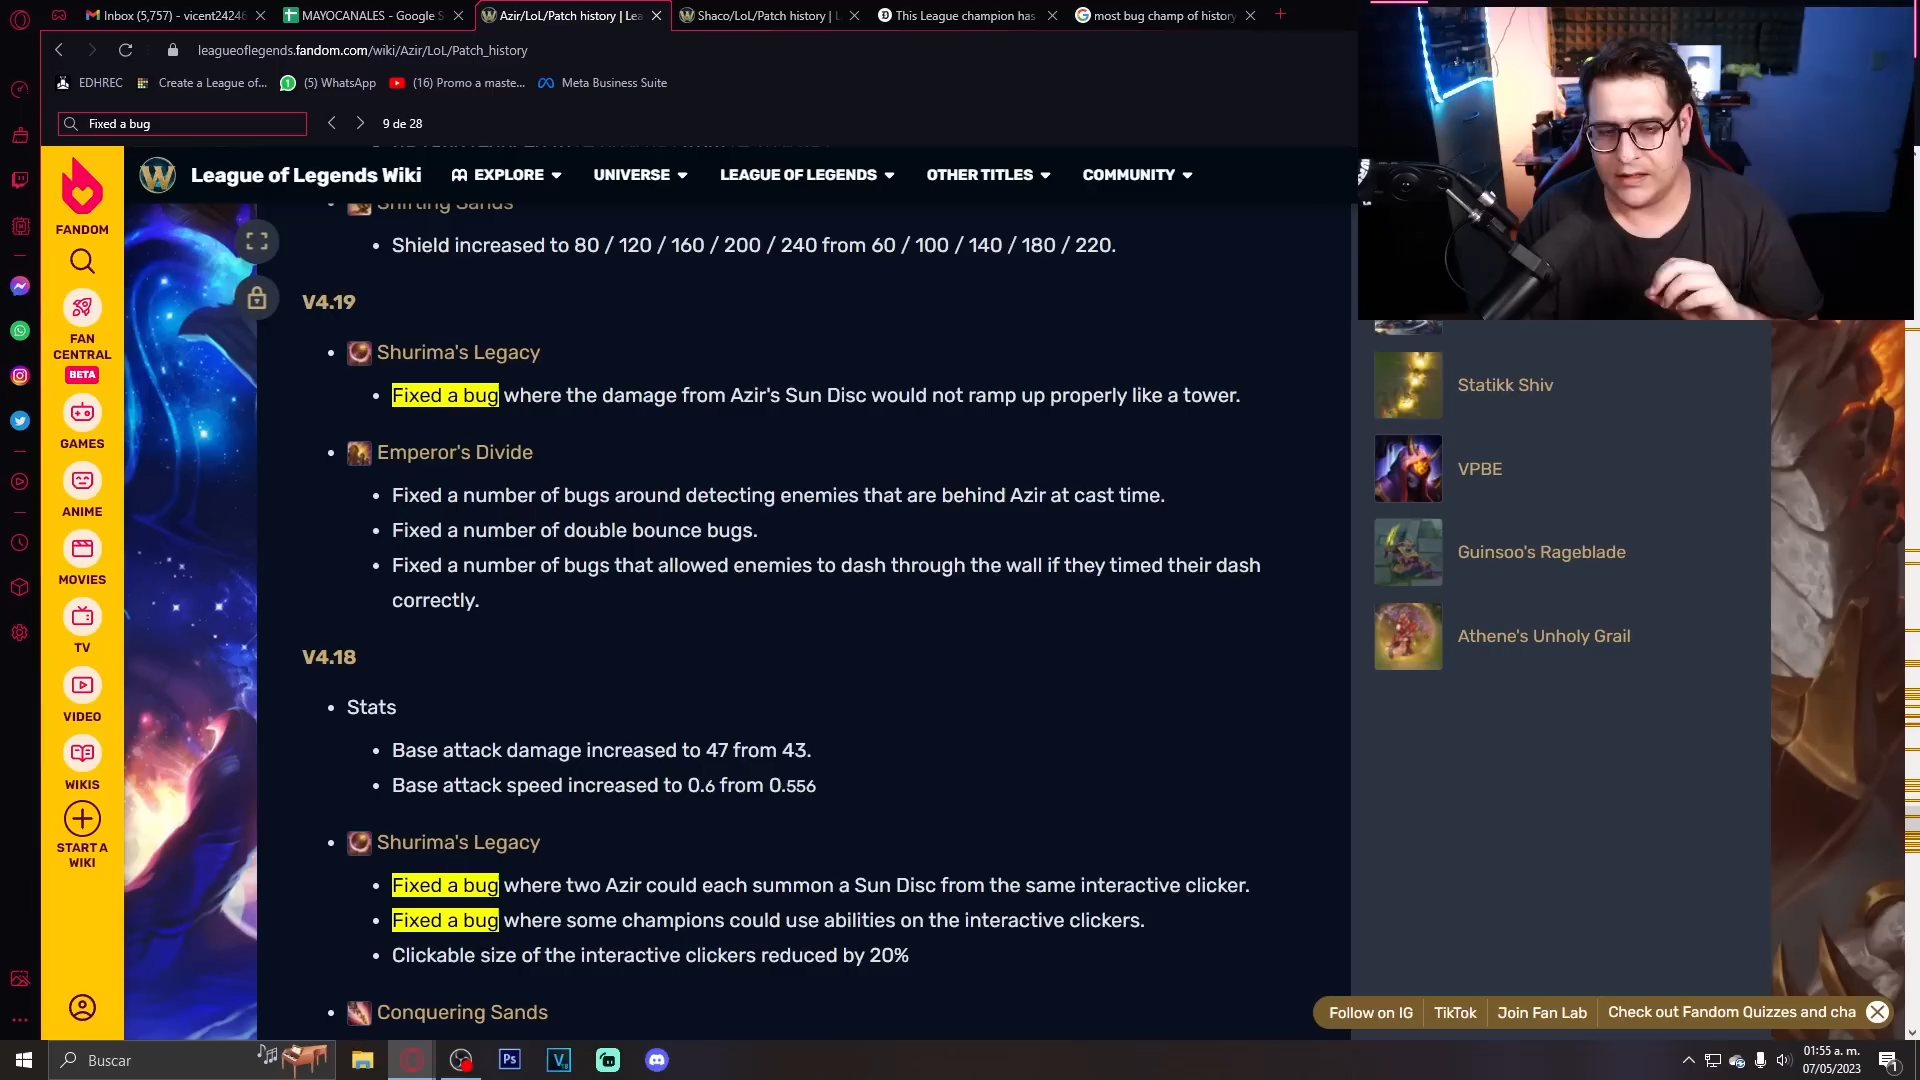 Inbox (5,757) - vicent24246
MAYOCANALES - Google S
Azir/LoL/Patch history | Lea
Shaco/LoL/Patch history | L
This League champion has
most bug champ of history
leagueoflegends.fandom.com/wiki/Azir/LoL/Patch_history
EDHREC
Create a League of...
(5) WhatsApp
(16) Promo a maste...
Meta Business Suite
Fixed a bug
9 de 28
League of Legends Wiki
EXPLORE
UNIVERSE
LEAGUE OF LEGENDS
OTHER TITLES
COMMUNITY
FANDOM
FAN CENTRAL
BETA
GAMES
ANIME
MOVIES
TV
VIDEO
WIKIS
START A WIKI
Shifting Sands
Shield increased to 80 / 120 / 160 / 200 / 240 from 60 / 100 / 140 / 180 / 220.
V4.19
Shurima's Legacy
Fixed a bug where the damage from Azir's Sun Disc would not ramp up properly like a tower.
Emperor's Divide
Fixed a number of bugs around detecting enemies that are behind Azir at cast time.
Fixed a number of double bounce bugs.
Fixed a number of bugs that allowed enemies to dash through the wall if they timed their dash
correctly.
V4.18
Stats
Base attack damage increased to 47 from 43.
Base attack speed increased to 0.6 from 0.556
Shurima's Legacy
Fixed a bug where two Azir could each summon a Sun Disc from the same interactive clicker.
Fixed a bug where some champions could use abilities on the interactive clickers.
Clickable size of the interactive clickers reduced by 20%
Conquering Sands
Statikk Shiv
VPBE
Guinsoo's Rageblade
Athene's Unholy Grail
Follow on IG
TikTok
Join Fan Lab
Check out Fandom Quizzes and cha
Buscar
Ps
01:55 a. m.
07/05/2023